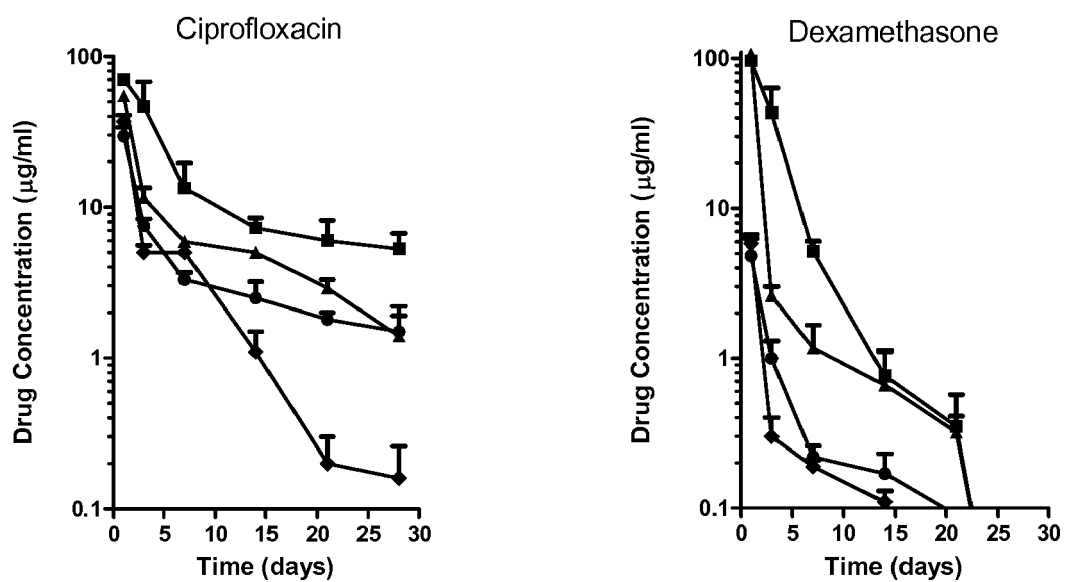 Ciprofloxacin
100
10
1
0.1
0 5 10 15 20 25 30
Drug Concentration (μg/ml)
Time (days)
Dexamethasone
100
10
1
0.1
0 5 10 15 20 25 30
Drug Concentration (μg/ml)
Time (days)